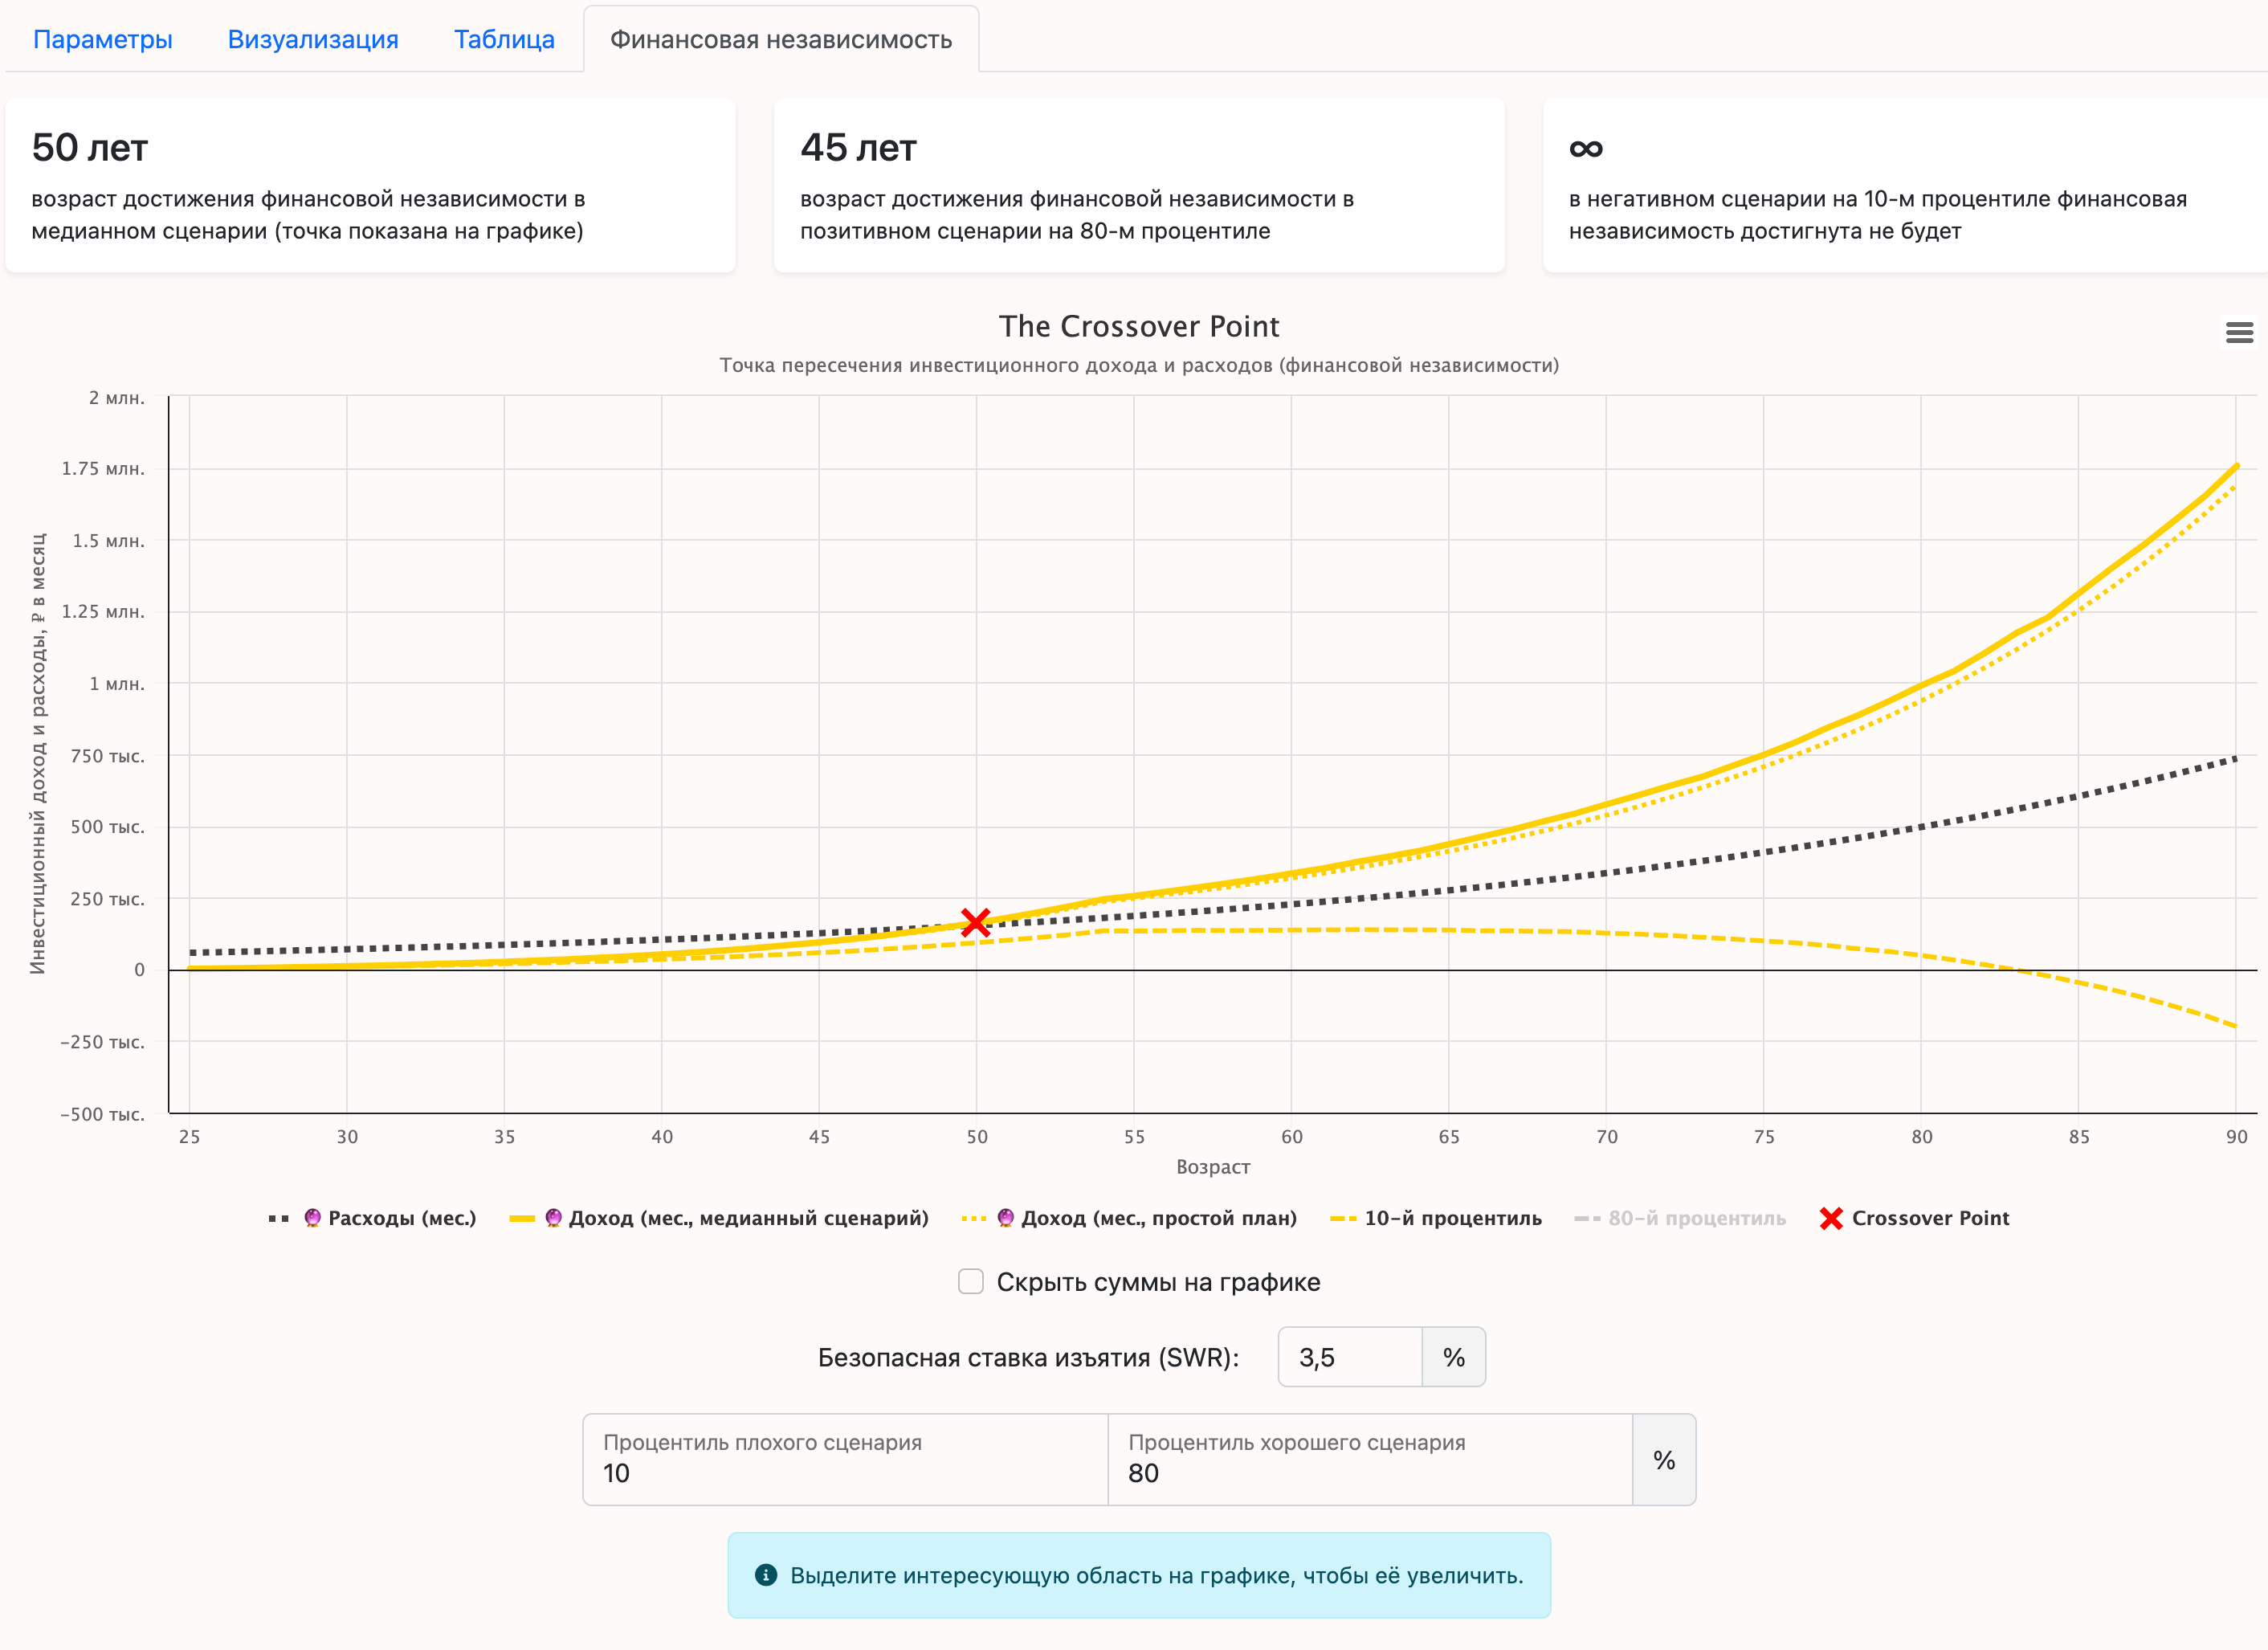 Параметры
Визуализация
Таблица
Финансовая независимость
50 лет
возраст достижения финансовой независимости в
медианном сценарии (точка показана на графике)
45 лет
возраст достижения финансовой независимости в
позитивном сценарии на 80-м процентиле
∞
в негативном сценарии на 10-м процентиле финансовая
независимость достигнута не будет
The Crossover Point
Точка пересечения инвестиционного дохода и расходов (финансовой независимости)
Инвестиционный доход и расходы, ₽ в месяц
2 млн.
1.75 млн.
1.5 млн.
1.25 млн.
1 млн.
750 тыс.
500 тыс.
250 тыс.
0
−250 тыс.
−500 тыс.
25 30 35 40 45 50 55 60 65 70 75 80 85 90
Возраст
Расходы (мес.)
Доход (мес., медианный сценарий)
Доход (мес., простой план)
10-й процентиль
80-й процентиль
Crossover Point
Скрыть суммы на графике
Безопасная ставка изъятия (SWR): 3,5 %
Процентиль плохого сценария
10
Процентиль хорошего сценария
80
%
Выделите интересующую область на графике, чтобы её увеличить.